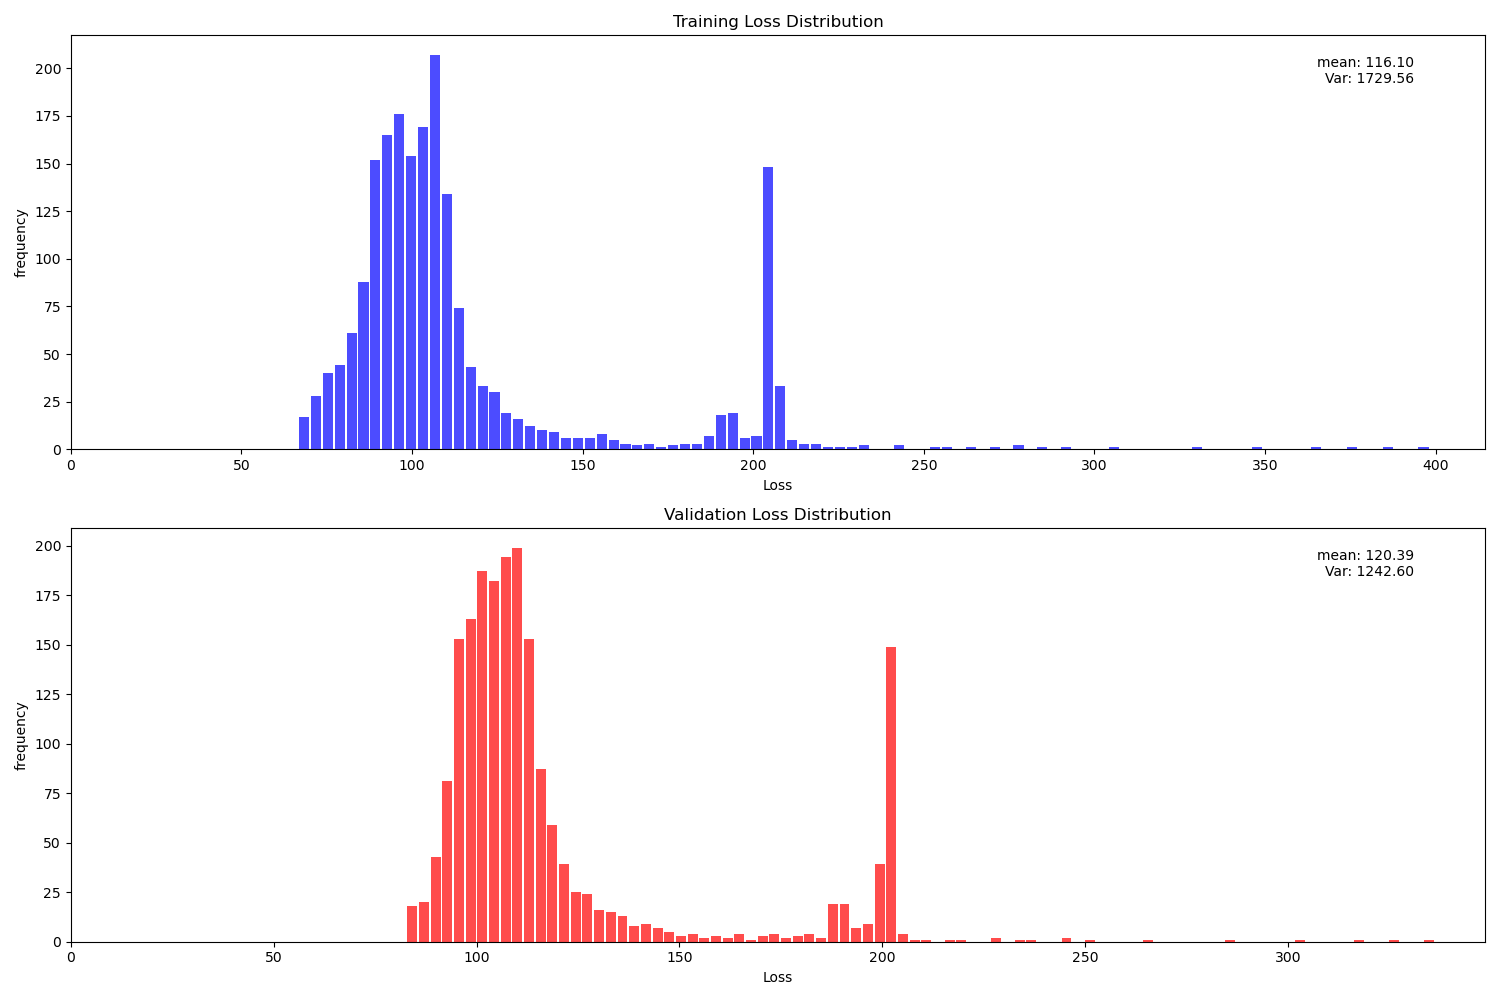 Training Loss Distribution
mean: 116.10
Var: 1729.56
200
175
150
125
100
75
50
25
0
frequency
0 50 100 150 200 250 300 350 400
Loss
Validation Loss Distribution
mean: 120.39
Var: 1242.60
200
175
150
125
100
75
50
25
0
frequency
0 50 100 150 200 250 300
Loss